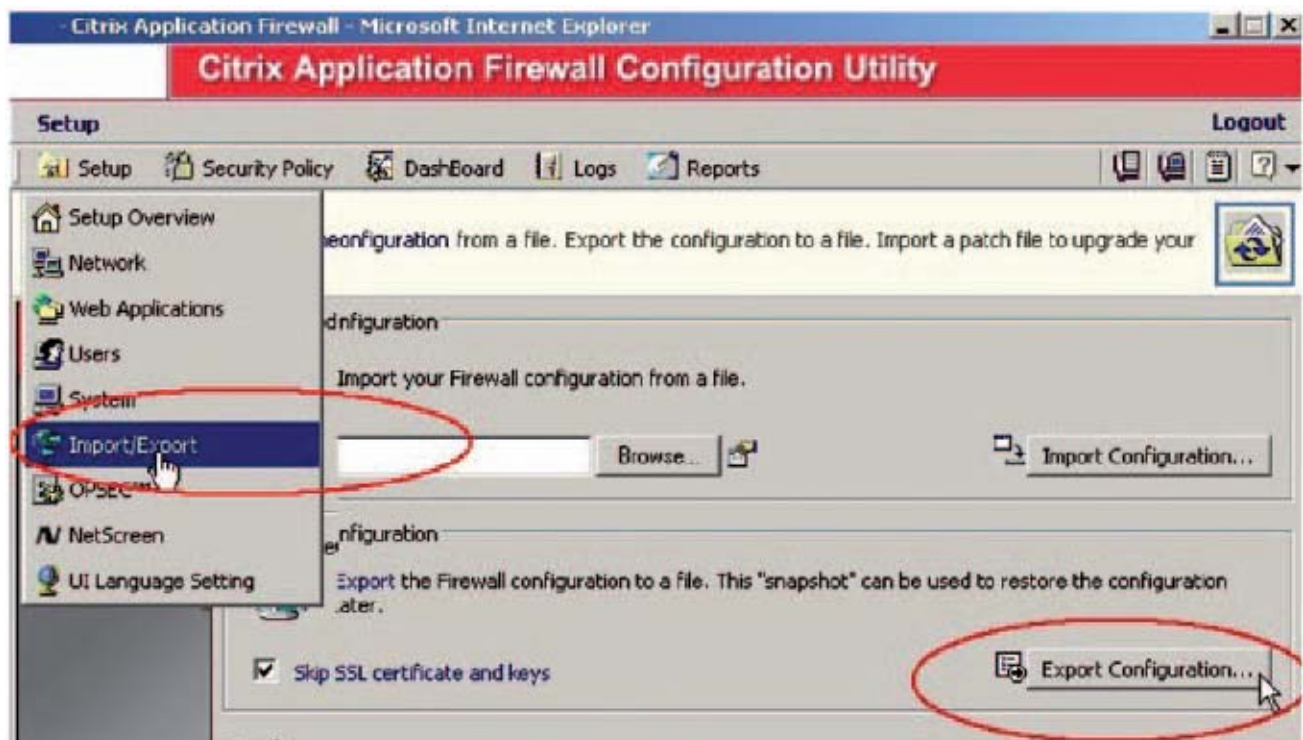 - Citrix Application Firewall - Microsoft Internet Explorer
Citrix Application Firewall Configuration Utility
Setup
Logout
Setup
Security Policy
DashBoard
Logs
Reports
Setup Overview
Network
Web Applications
Users
System
Import/Export
OPSEC™
NetScreen
UI Language Setting
configuration from a file. Export the configuration to a file. Import a patch file to upgrade your
nfiguration
Import your Firewall configuration from a file.
Browse...
Import Configuration...
nfiguration
Export the Firewall configuration to a file. This "snapshot" can be used to restore the configuration
ater.
Skip SSL certificate and keys
Export Configuration...